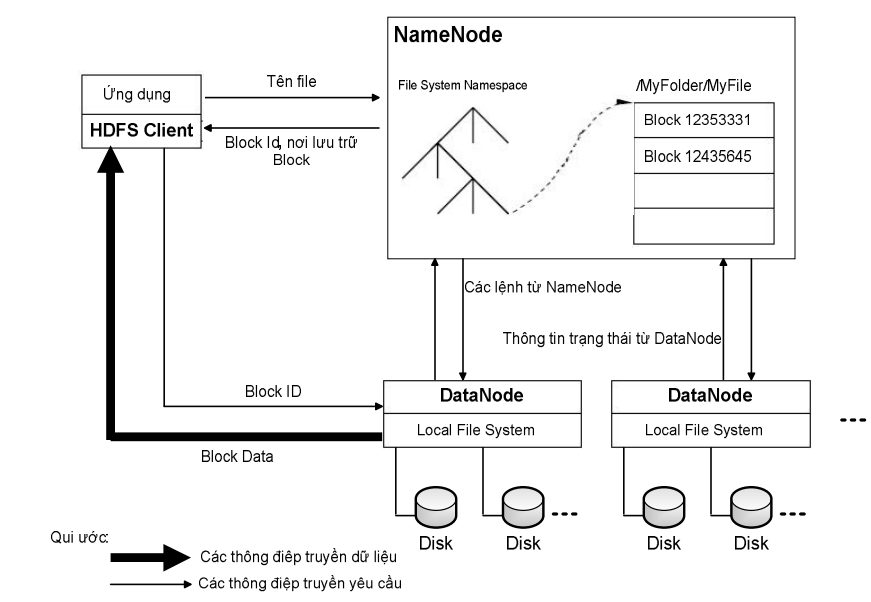 NameNode
Ứng dụng
HDFS Client
Tên file
Block Id, nơi lưu trữ
Block
File System Namespace
/MyFolder/MyFile
Block 12353331
Block 12435645
Các lệnh từ NameNode
Thông tin trạng thái từ DataNode
Block ID
Block Data
DataNode
Local File System
DataNode
Local File System
Disk
Disk
Disk
Disk
Qui ước:
Các thông điệp truyền dữ liệu
Các thông điệp truyền yêu cầu